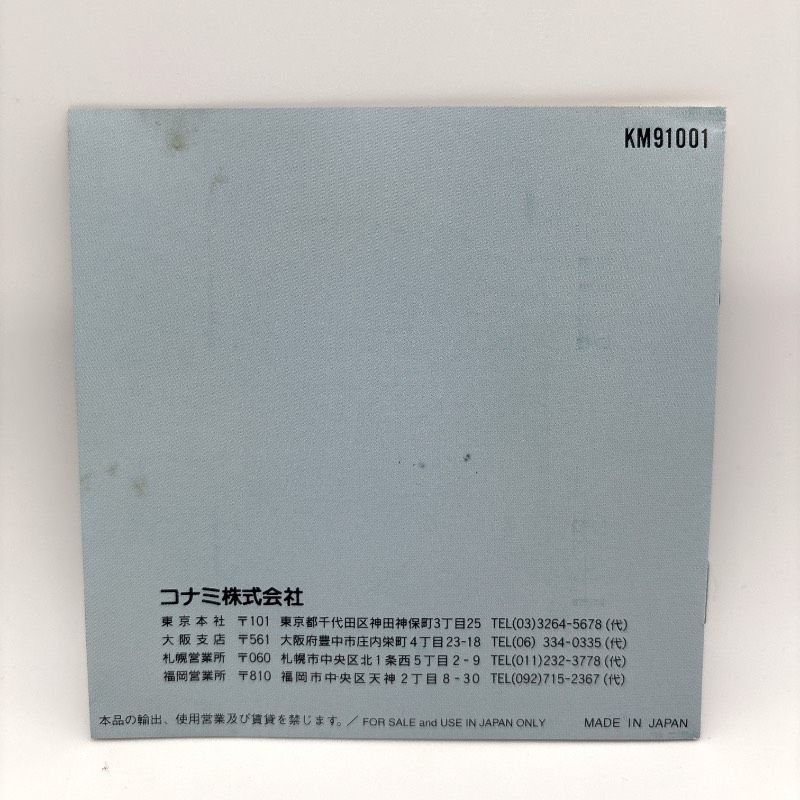 KM91001
コナミ株式会社
東京本社 〒101 東京都千代田区神田神保町3丁目25 TEL(03)3264-5678(代)
大阪支店 〒561 大阪府豊中市庄内栄町4丁目23-18 TEL(06) 334-0335(代)
札幌営業所 〒060 札幌市中央区北1条西5丁目2-9 TEL(011)232-3778(代)
福岡営業所 〒810 福岡市中央区天神2丁目8-30 TEL(092)715-2367(代)
本品の輸出、使用営業及び賃貸を禁じます。/ FOR SALE and USE IN JAPAN ONLY MADE IN JAPAN